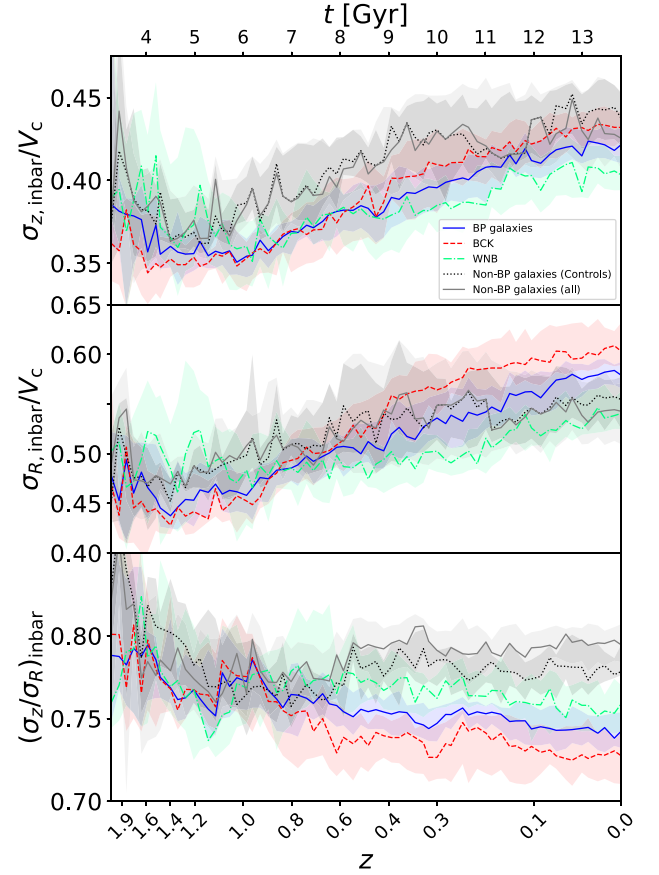 t [Gyr]
4 5 6 7 8 9 10 11 12 13
0.45
0.40
0.35
σz, inbar/Vc
BP galaxies
BCK
WNB
Non-BP galaxies (Controls)
Non-BP galaxies (all)
0.65
0.60
0.50
0.45
0.40
σR, inbar/Vc
0.80
0.75
0.70
(σz/σR)inbar
1.9 1.6 1.4 1.2 1.0 0.8 0.6 0.4 0.3 0.1 0.0
z